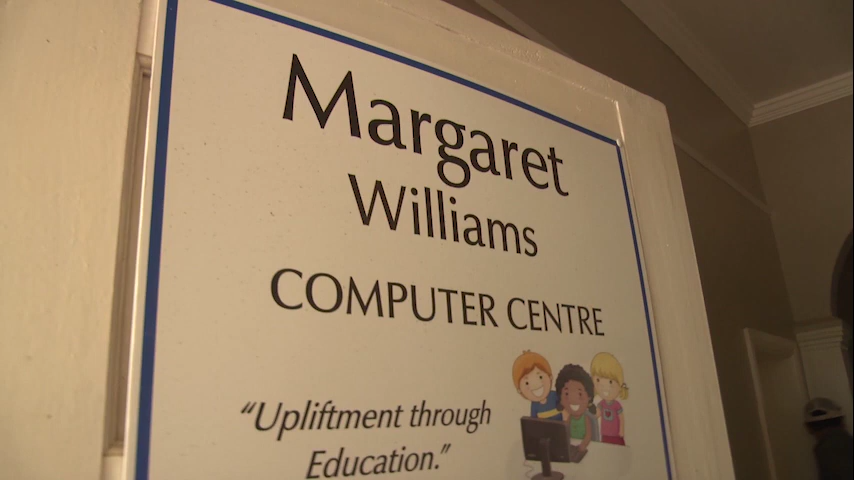 Margaret
Williams
COMPUTER CENTRE
“Upliftment through
Education.”